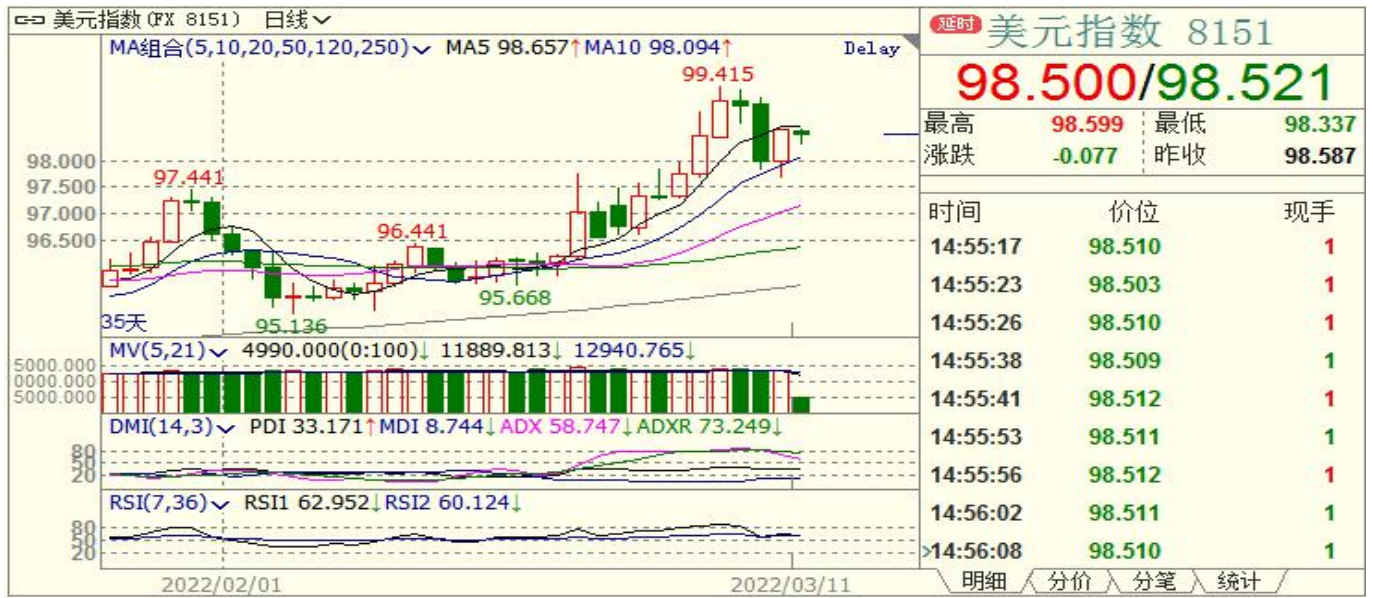 美元指数(FX 8151) 日线
MA组合(5,10,20,50,120,250) MA5 98.657↑MA10 98.094↑ Delay
99.415
98.000
97.500
97.441
97.000
96.500
96.441
95.668
95.136
35天
MV(5,21) 4990.000(0:100)↓ 11889.813↓ 12940.765↓
5000.000
0000.000
5000.000
DMI(14,3) PDI 33.171↑MDI 8.744↓ADX 58.747↓ADXR 73.249↓
80
50
20
RSI(7,36) RSI1 62.952↓RSI2 60.124↓
80
50
20
2022/02/01 2022/03/11
延时 美元指数 8151
98.500/98.521
最高 98.599 最低 98.337
涨跌 -0.077 昨收 98.587
时间 价位 现手
14:55:17 98.510 1
14:55:23 98.503 1
14:55:26 98.510 1
14:55:38 98.509 1
14:55:41 98.512 1
14:55:53 98.511 1
14:55:56 98.512 1
14:56:02 98.511 1
>14:56:08 98.510 1
明细 分价 分笔 统计